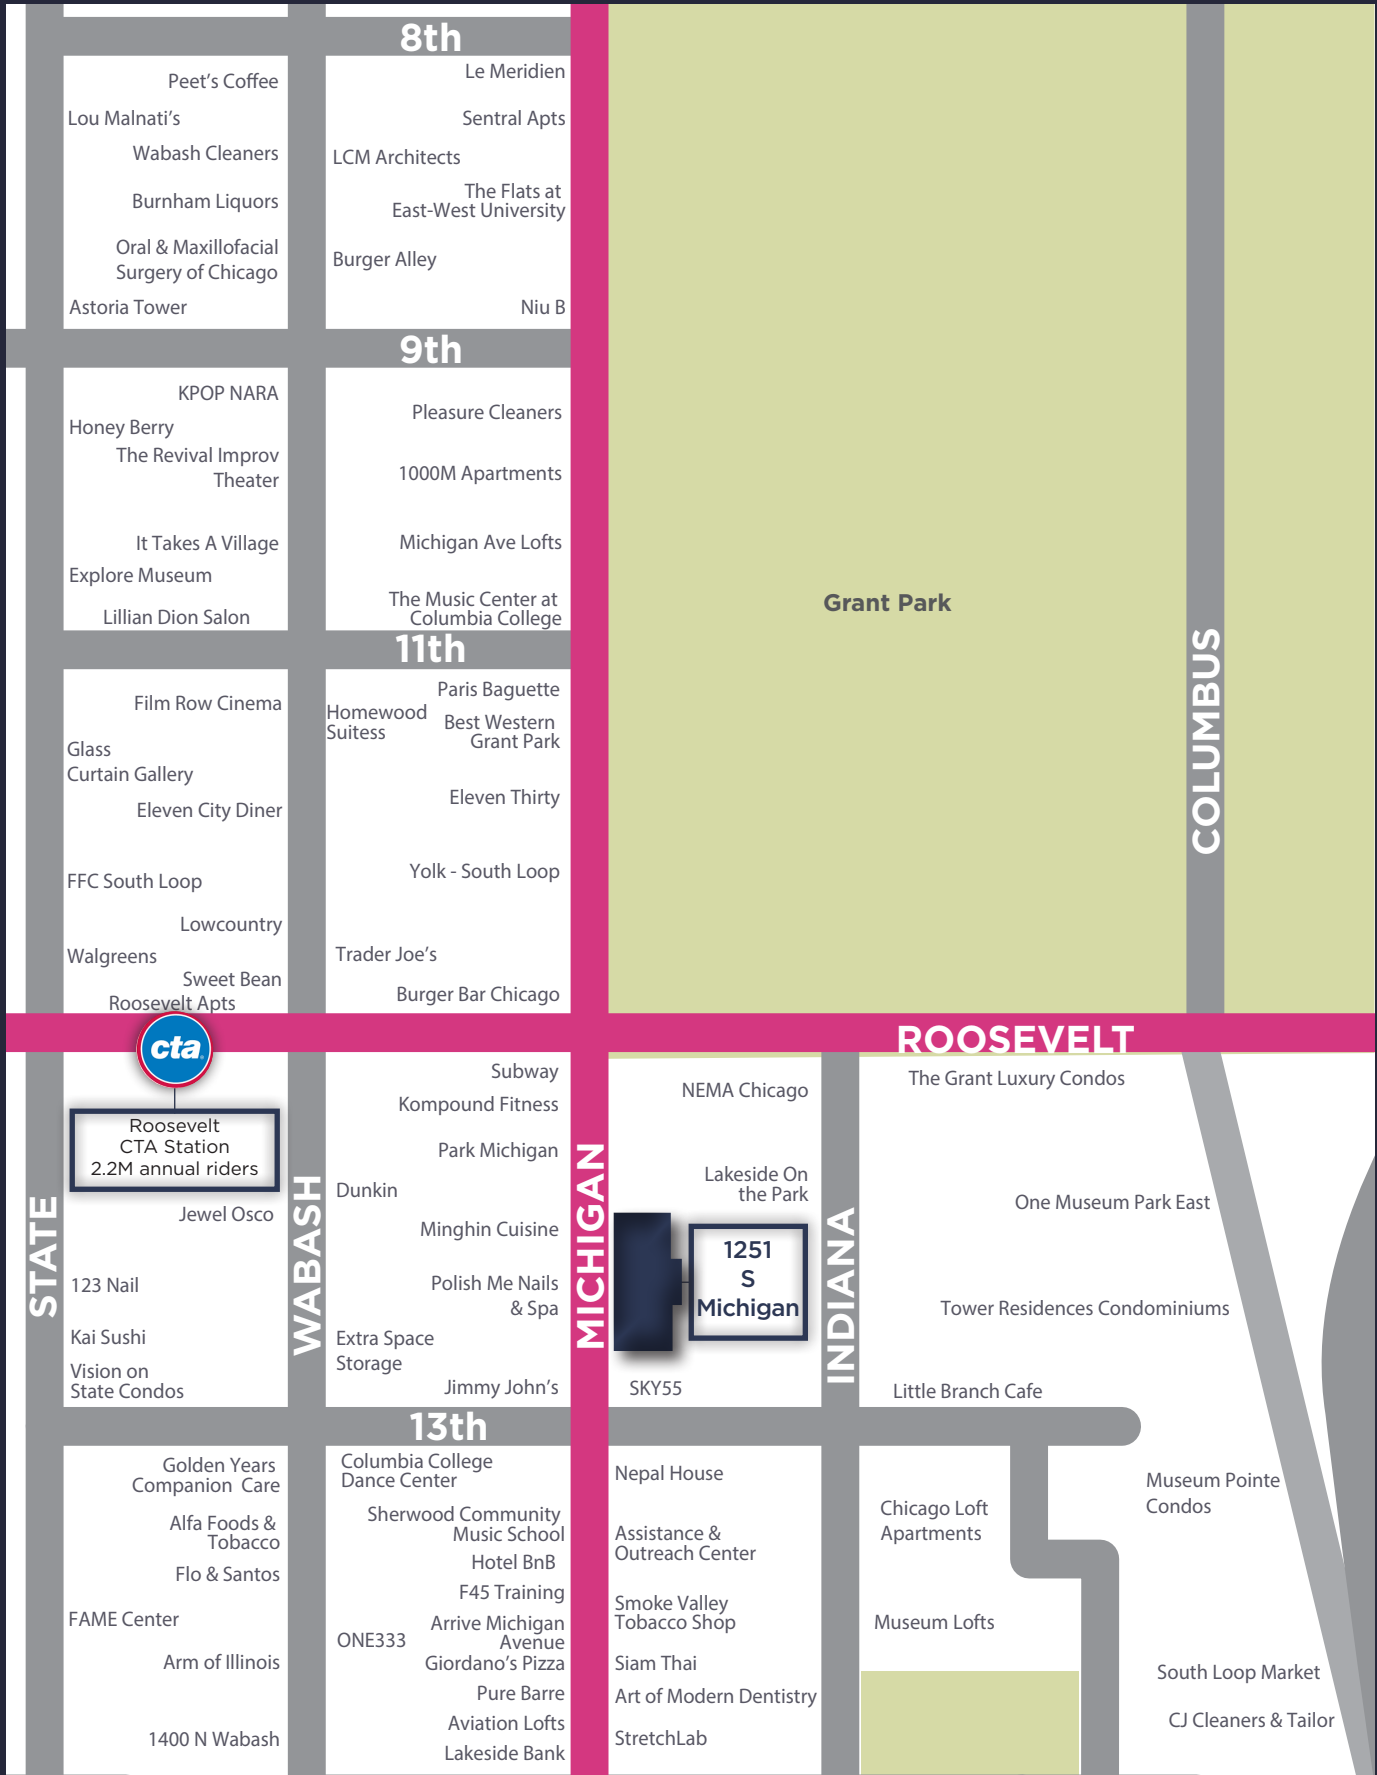 8th
Peet's Coffee
Lou Malnati's
Wabash Cleaners
Burnham Liquors
Oral & Maxillofacial
Surgery of Chicago
Astoria Tower
Le Meridien
Sentral Apts
LCM Architects
The Flats at
East-West University
Burger Alley
Niu B
9th
KPOP NARA
Honey Berry
The Revival Improv
Theater
It Takes A Village
Explore Museum
Lillian Dion Salon
Pleasure Cleaners
1000M Apartments
Michigan Ave Lofts
The Music Center at
Columbia College
Grant Park
COLUMBUS
11th
Film Row Cinema
Glass
Curtain Gallery
Eleven City Diner
FFC South Loop
Lowcountry
Walgreens
Sweet Bean
Roosevelt Apts
Paris Baguette
Homewood
Suitess
Best Western
Grant Park
Eleven Thirty
Yolk - South Loop
Trader Joe's
Burger Bar Chicago
ROOSEVELT
cta
Roosevelt
CTA Station
2.2M annual riders
Jewel Osco
123 Nail
Kai Sushi
Vision on
State Condos
STATE
WABASH
Subway
Kompound Fitness
Park Michigan
Dunkin
Minghin Cuisine
Polish Me Nails
& Spa
Extra Space
Storage
Jimmy John's
MICHIGAN
NEMA Chicago
Lakeside On
the Park
1251
S
Michigan
SKY55
INDIANA
The Grant Luxury Condos
One Museum Park East
Tower Residences Condominiums
Little Branch Cafe
13th
Golden Years
Companion Care
Alfa Foods &
Tobacco
Flo & Santos
FAME Center
Arm of Illinois
1400 N Wabash
Columbia College
Dance Center
Sherwood Community
Music School
Hotel BnB
F45 Training
Arrive Michigan
Avenue
ONE333
Giordano's Pizza
Pure Barre
Aviation Lofts
Lakeside Bank
Nepal House
Assistance &
Outreach Center
Smoke Valley
Tobacco Shop
Siam Thai
Art of Modern Dentistry
StretchLab
Chicago Loft
Apartments
Museum Lofts
Museum Pointe
Condos
South Loop Market
CJ Cleaners & Tailor